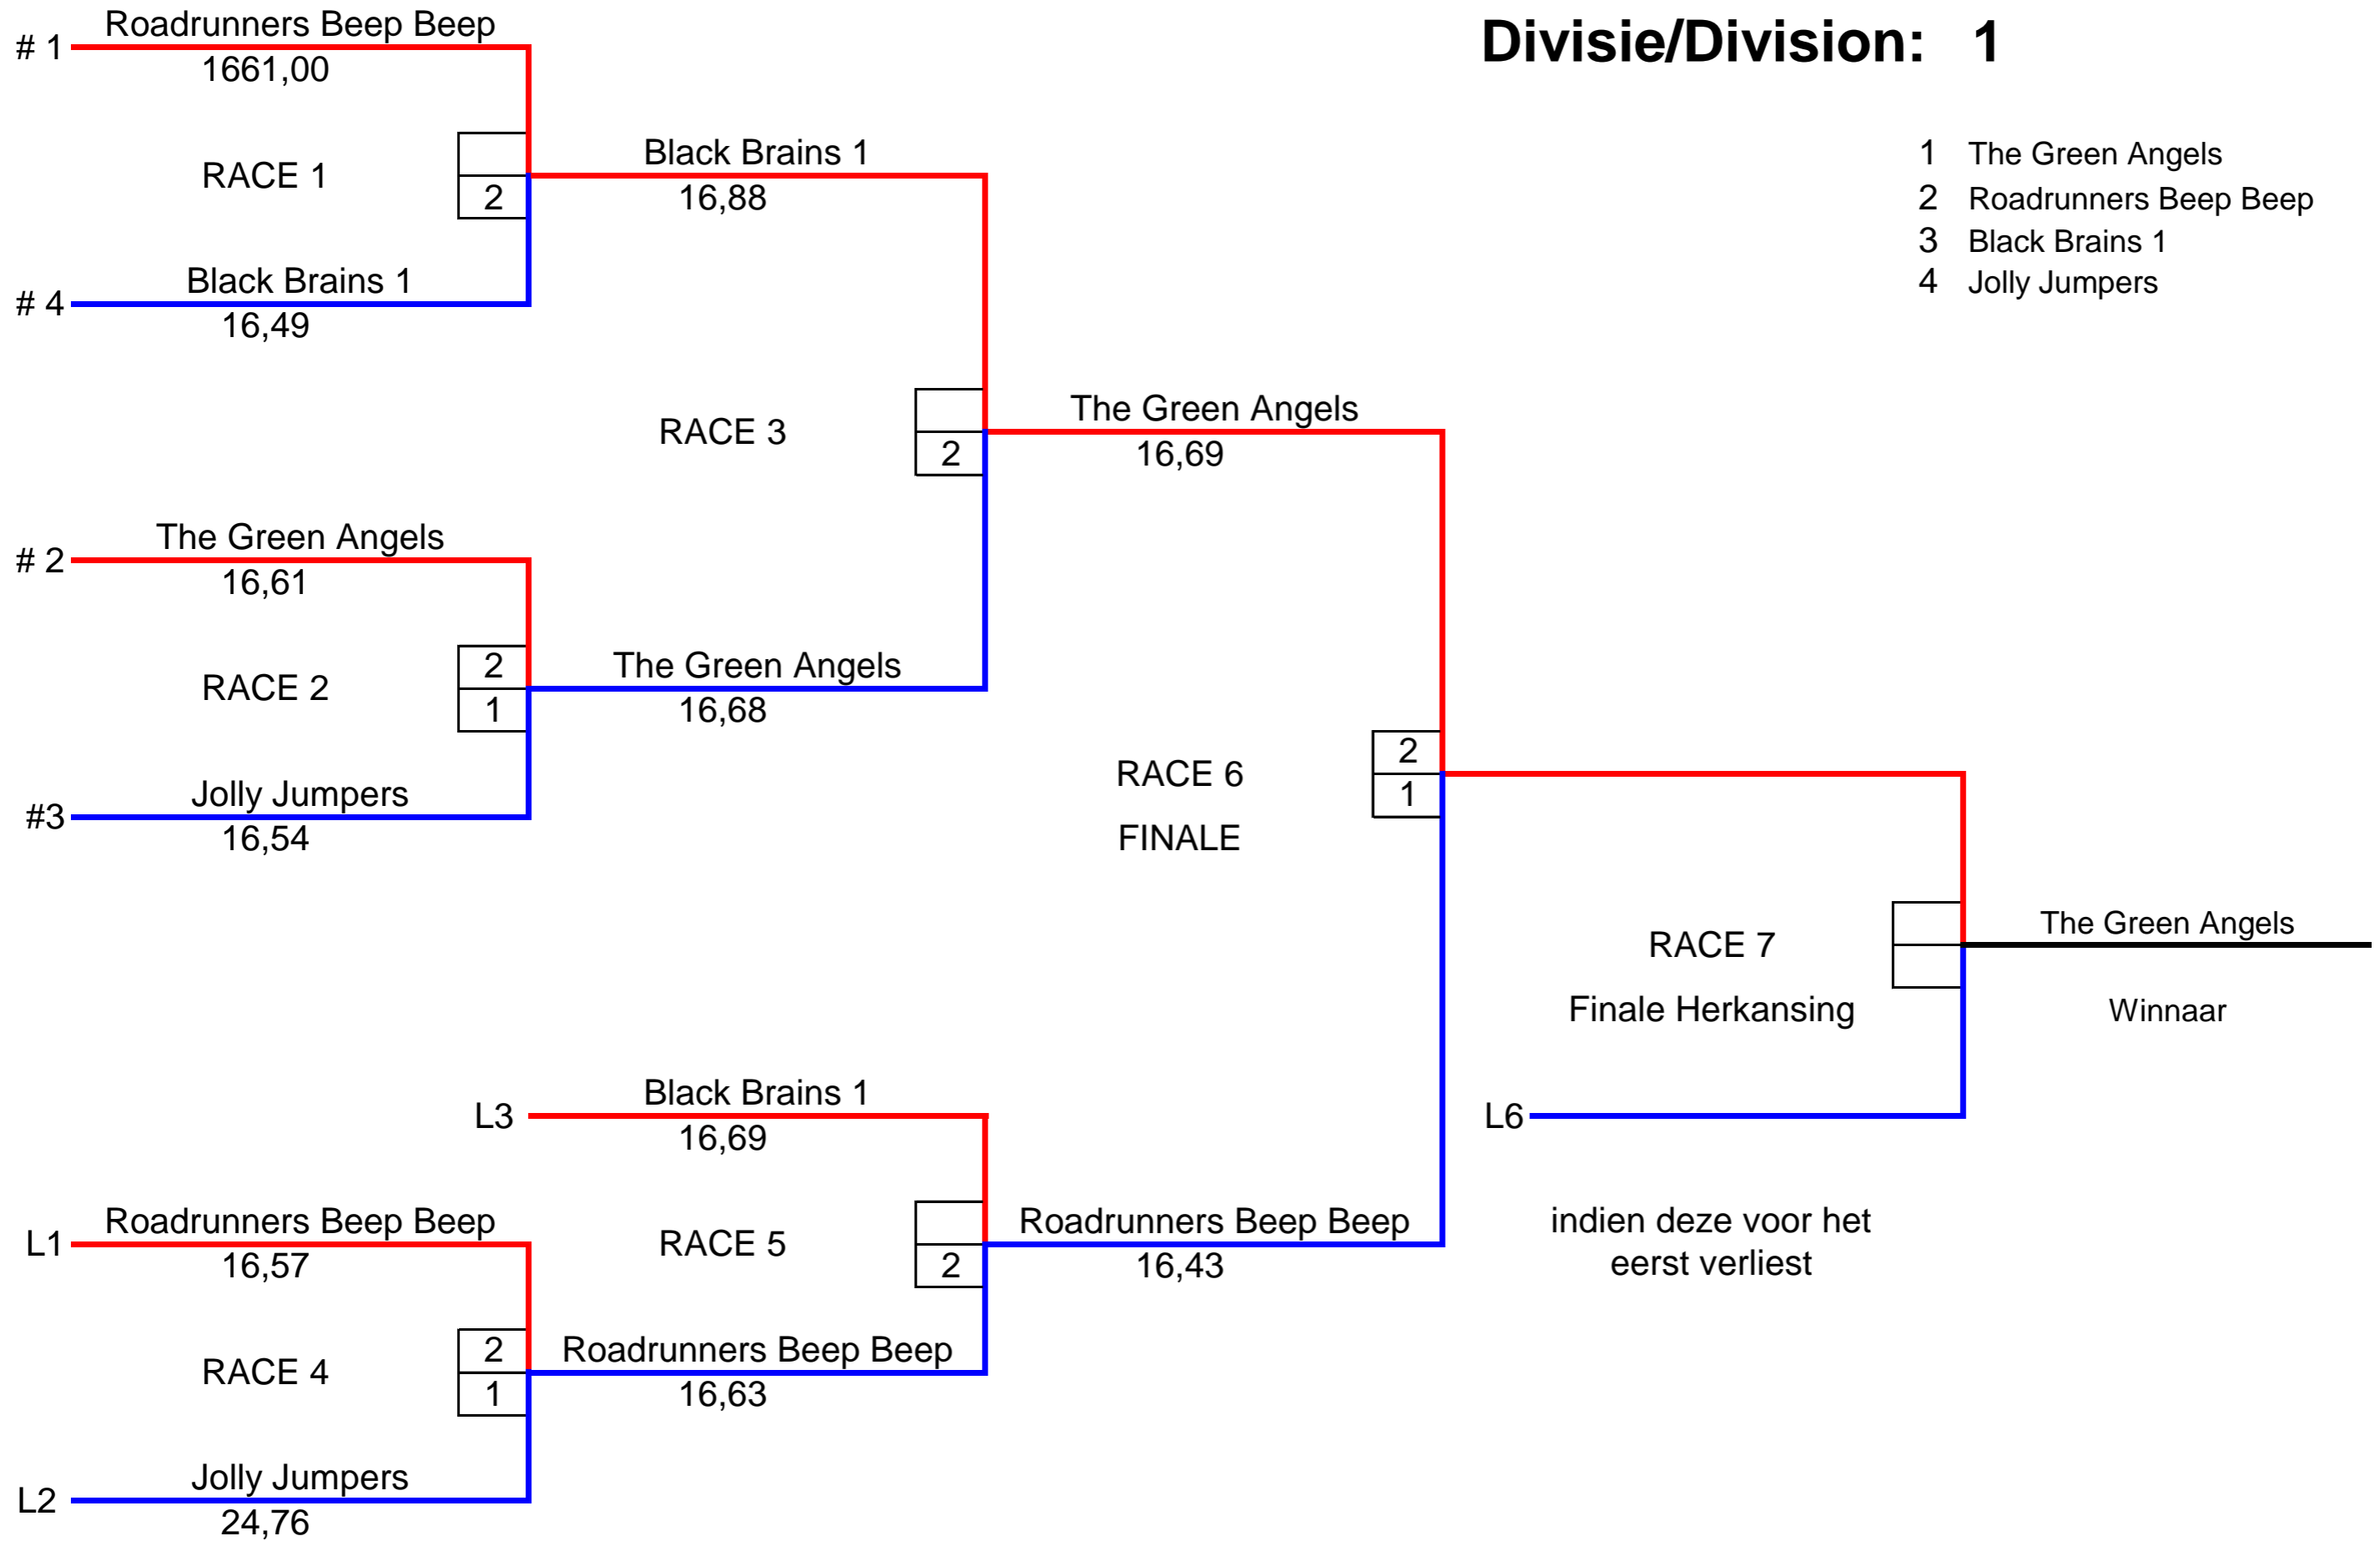 Divisie/Division: 1
1 The Green Angels
2 Roadrunners Beep Beep
3 Black Brains 1
4 Jolly Jumpers
# 1
Roadrunners Beep Beep
1661,00
RACE 1
2
# 4
Black Brains 1
16,49
Black Brains 1
16,88
RACE 3
2
# 2
The Green Angels
16,61
RACE 2
2
1
#3
Jolly Jumpers
16,54
The Green Angels
16,68
The Green Angels
16,69
RACE 6
FINALE
2
1
RACE 7
Finale Herkansing
The Green Angels
Winnaar
L6
indien deze voor het
eerst verliest
L3
Black Brains 1
16,69
RACE 5
2
Roadrunners Beep Beep
16,43
L1
Roadrunners Beep Beep
16,57
RACE 4
2
1
Roadrunners Beep Beep
16,63
L2
Jolly Jumpers
24,76